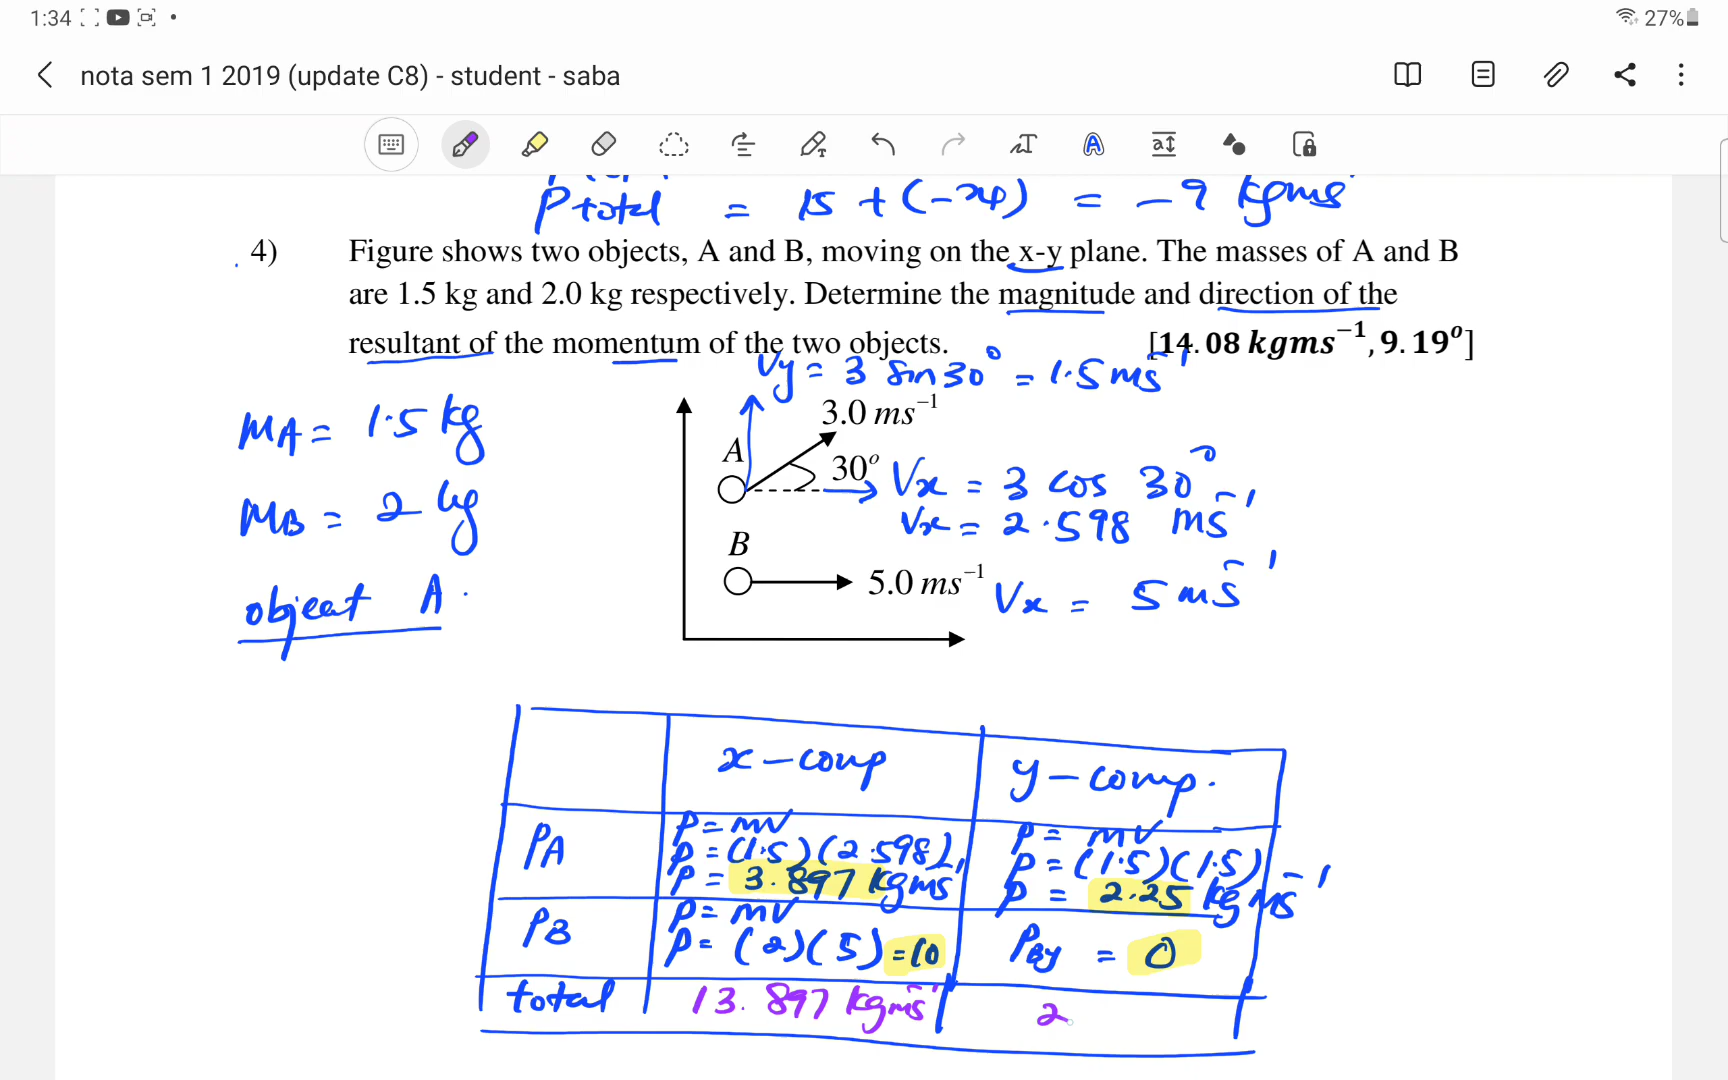 1:34
27%
nota sem 1 2019 (update C8) - student - saba
P total = 15 + (-24) = -9 kgms
4) Figure shows two objects, A and B, moving on the x-y plane. The masses of A and B
are 1.5 kg and 2.0 kg respectively. Determine the magnitude and direction of the
resultant of the momentum of the two objects. [14.08 kgms⁻¹, 9.19°]
Vy = 3 sin 30° = 1.5 ms⁻¹
MA = 1.5 kg
3.0 ms⁻¹
A
30°
Vx = 3 cos 30°
Vx = 2.598 ms⁻¹
MB = 2 kg
B
5.0 ms⁻¹
Vx = 5 ms⁻¹
object A.
x-comp
y-comp.
PA
P = mv
P = (1.5)(2.598)
P = 3.897 kgms⁻¹
P = mv
P = (1.5)(1.5)
P = 2.25 kgms⁻¹
PB
P = mv
P = (2)(5) = 10
PBy = 0
total
13.897 kgms⁻¹
2